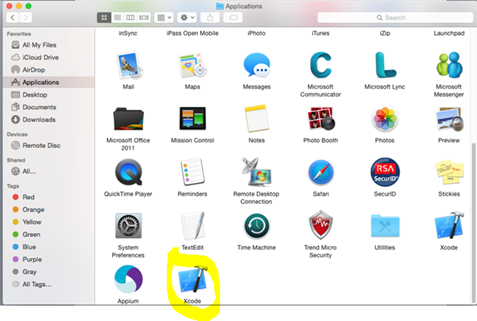 Applications
Search
Favorites
All My Files
iCloud Drive
AirDrop
Applications
Desktop
Documents
Downloads
Devices
Remote Disc
Shared
All...
Tags
Red
Orange
Yellow
Green
Blue
Purple
Gray
All Tags...
inSync iPass Open Mobile iPhoto iTunes iZip Launchpad
Mail Maps Messages Microsoft Communicator Microsoft Lync Microsoft Messenger
Microsoft Office 2011 Mission Control Notes Photo Booth Photos Preview
RSA
SecurID
QuickTime Player Reminders Remote Desktop Connection Safari SecurID Stickies
System Preferences TextEdit Time Machine Trend Micro Security Utilities Xcode
Appium Xcode